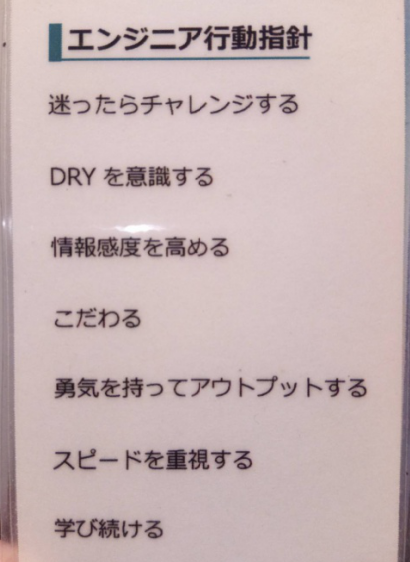 エンジニア行動指針
迷ったらチャレンジする
DRY を意識する
情報感度を高める
こだわる
勇気を持ってアウトプットする
スピードを重視する
学び続ける